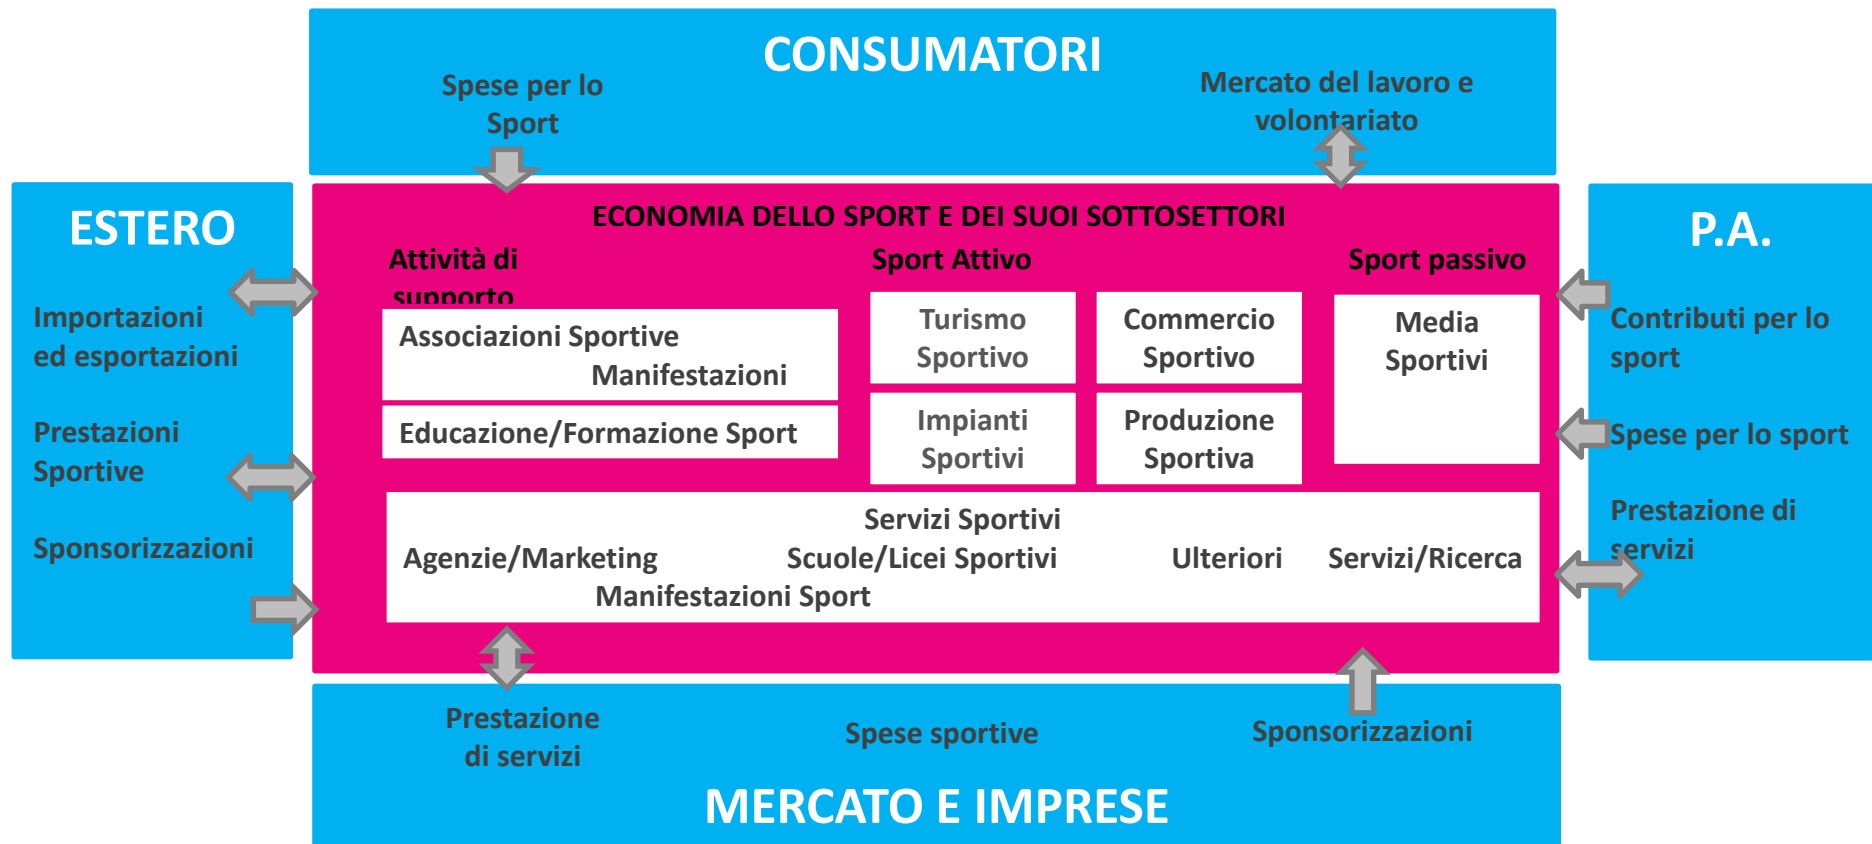 CONSUMATORI
Spese per lo
Sport
Mercato del lavoro e
volontariato
ESTERO
Importazioni
ed esportazioni
Prestazioni
Sportive
Sponsorizzazioni
ECONOMIA DELLO SPORT E DEI SUOI SOTTOSETTORI
Attività di
supporto
Associazioni Sportive
Manifestazioni
Educazione/Formazione Sport
Sport Attivo
Turismo
Sportivo
Commercio
Sportivo
Impianti
Sportivi
Produzione
Sportiva
Sport passivo
Media
Sportivi
Servizi Sportivi
Agenzie/Marketing Scuole/Licei Sportivi Ulteriori Servizi/Ricerca
Manifestazioni Sport
P.A.
Contributi per lo
sport
Spese per lo sport
Prestazione di
servizi
Prestazione
di servizi
Spese sportive
Sponsorizzazioni
MERCATO E IMPRESE